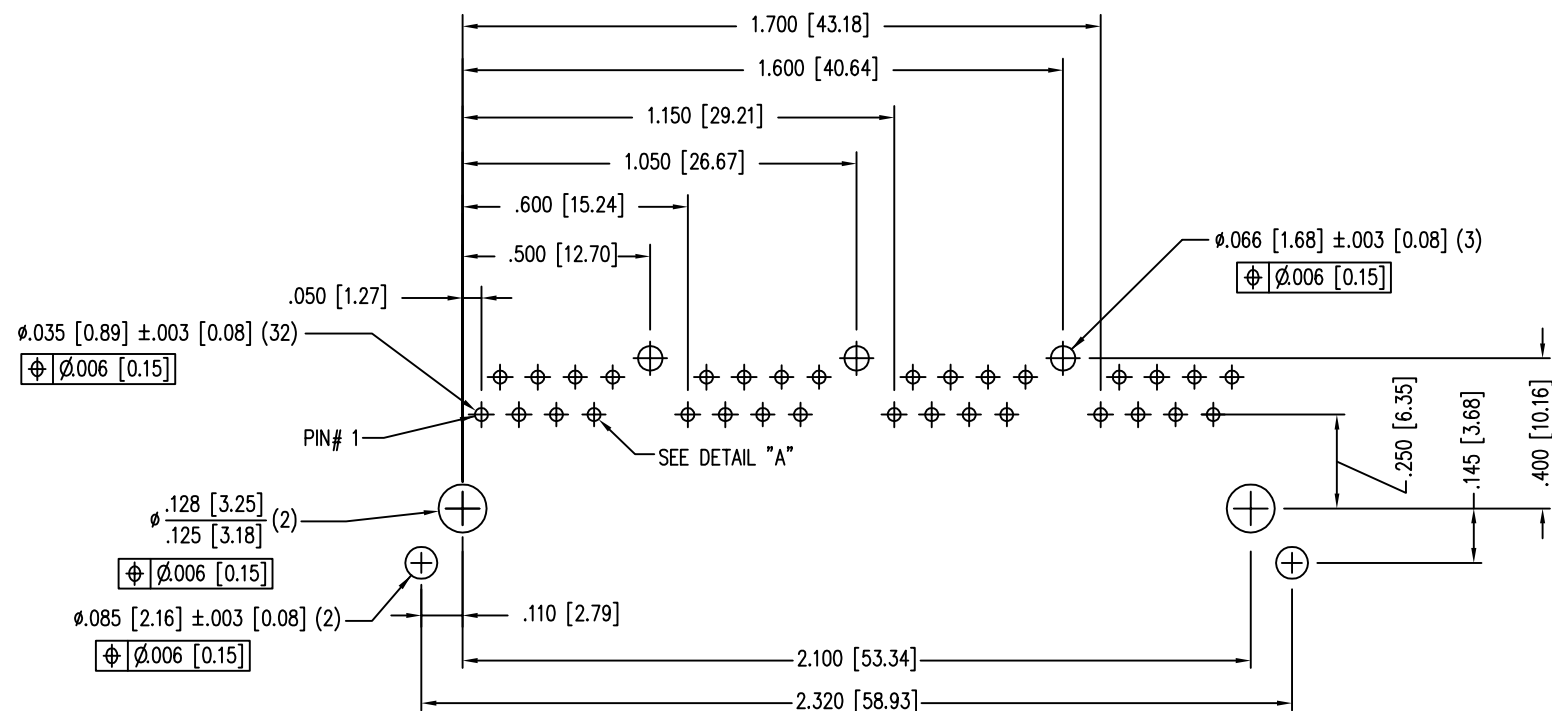 1.700 [43.18]
1.600 [40.64]
1.150 [29.21]
1.050 [26.67]
.600 [15.24]
.500 [12.70]
.050 [1.27]
ø.066 [1.68] ±.003 [0.08] (3)
⌖ Ø.006 [0.15]
ø.035 [0.89] ±.003 [0.08] (32)
⌖ Ø.006 [0.15]
PIN# 1
SEE DETAIL "A"
.250 [6.35]
.145 [3.68]
.400 [10.16]
ø .128 [3.25]
.125 [3.18] (2)
⌖ Ø.006 [0.15]
ø.085 [2.16] ±.003 [0.08] (2)
⌖ Ø.006 [0.15]
.110 [2.79]
2.100 [53.34]
2.320 [58.93]